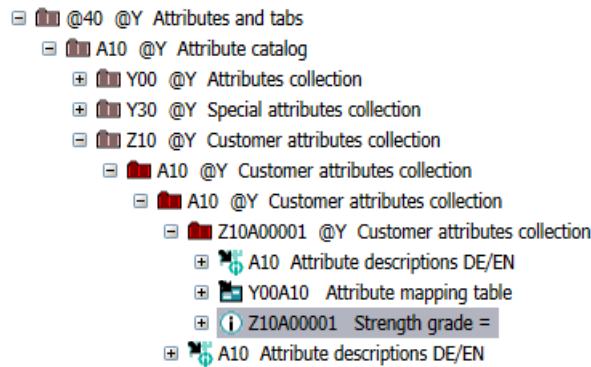 @40 @Y Attributes and tabs
A10 @Y Attribute catalog
Y00 @Y Attributes collection
Y30 @Y Special attributes collection
Z10 @Y Customer attributes collection
A10 @Y Customer attributes collection
A10 @Y Customer attributes collection
Z10A00001 @Y Customer attributes collection
A10 Attribute descriptions DE/EN
Y00A10 Attribute mapping table
Z10A00001 Strength grade =
A10 Attribute descriptions DE/EN